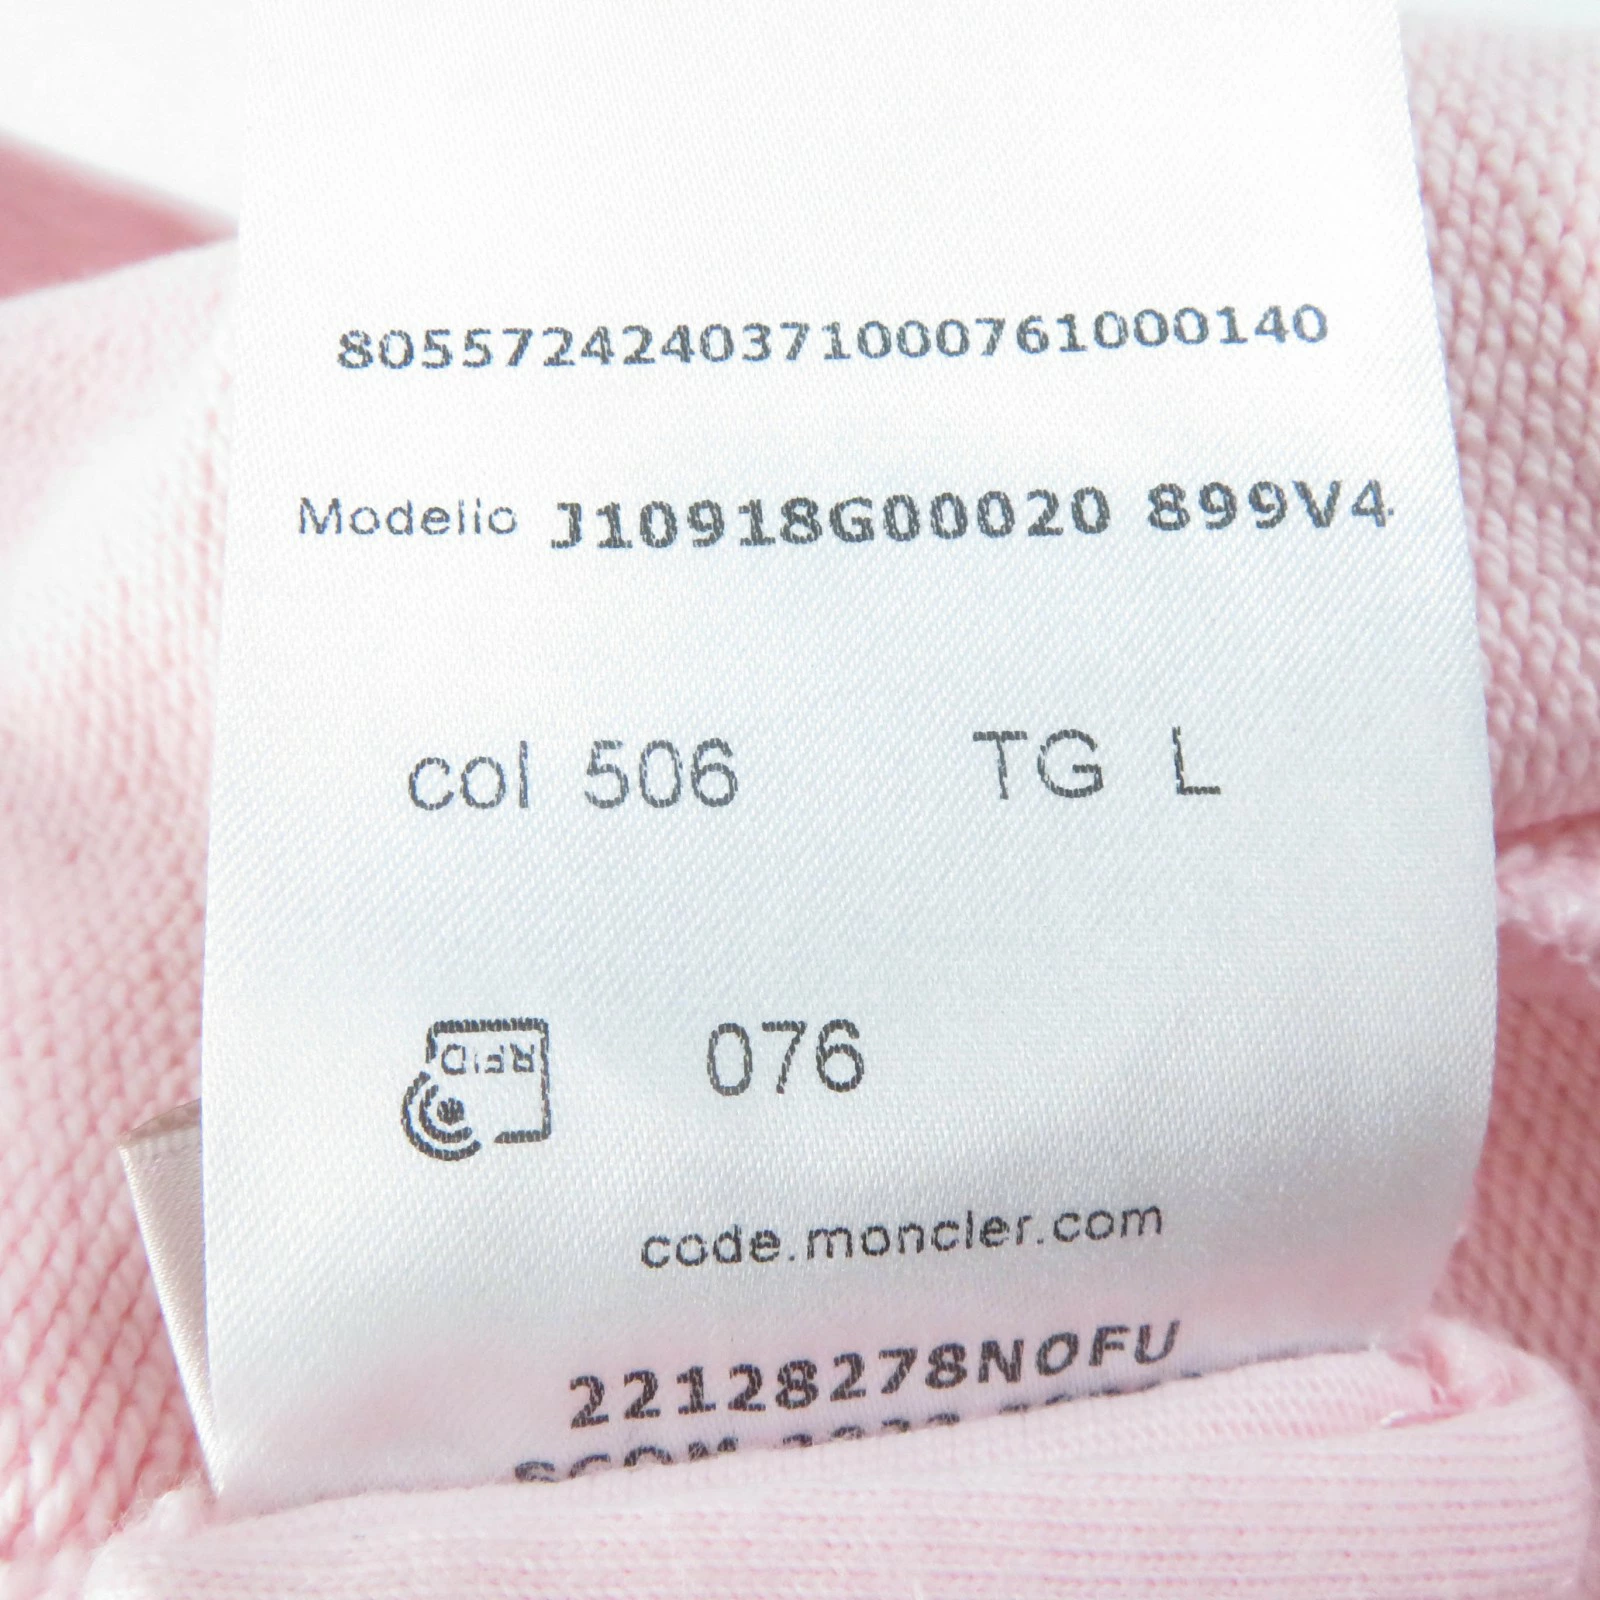 8055724240371000761000140
Modello J10918G00020 899V4
col 506 TG L
RFID 076
code.moncler.com
22128278NOFU